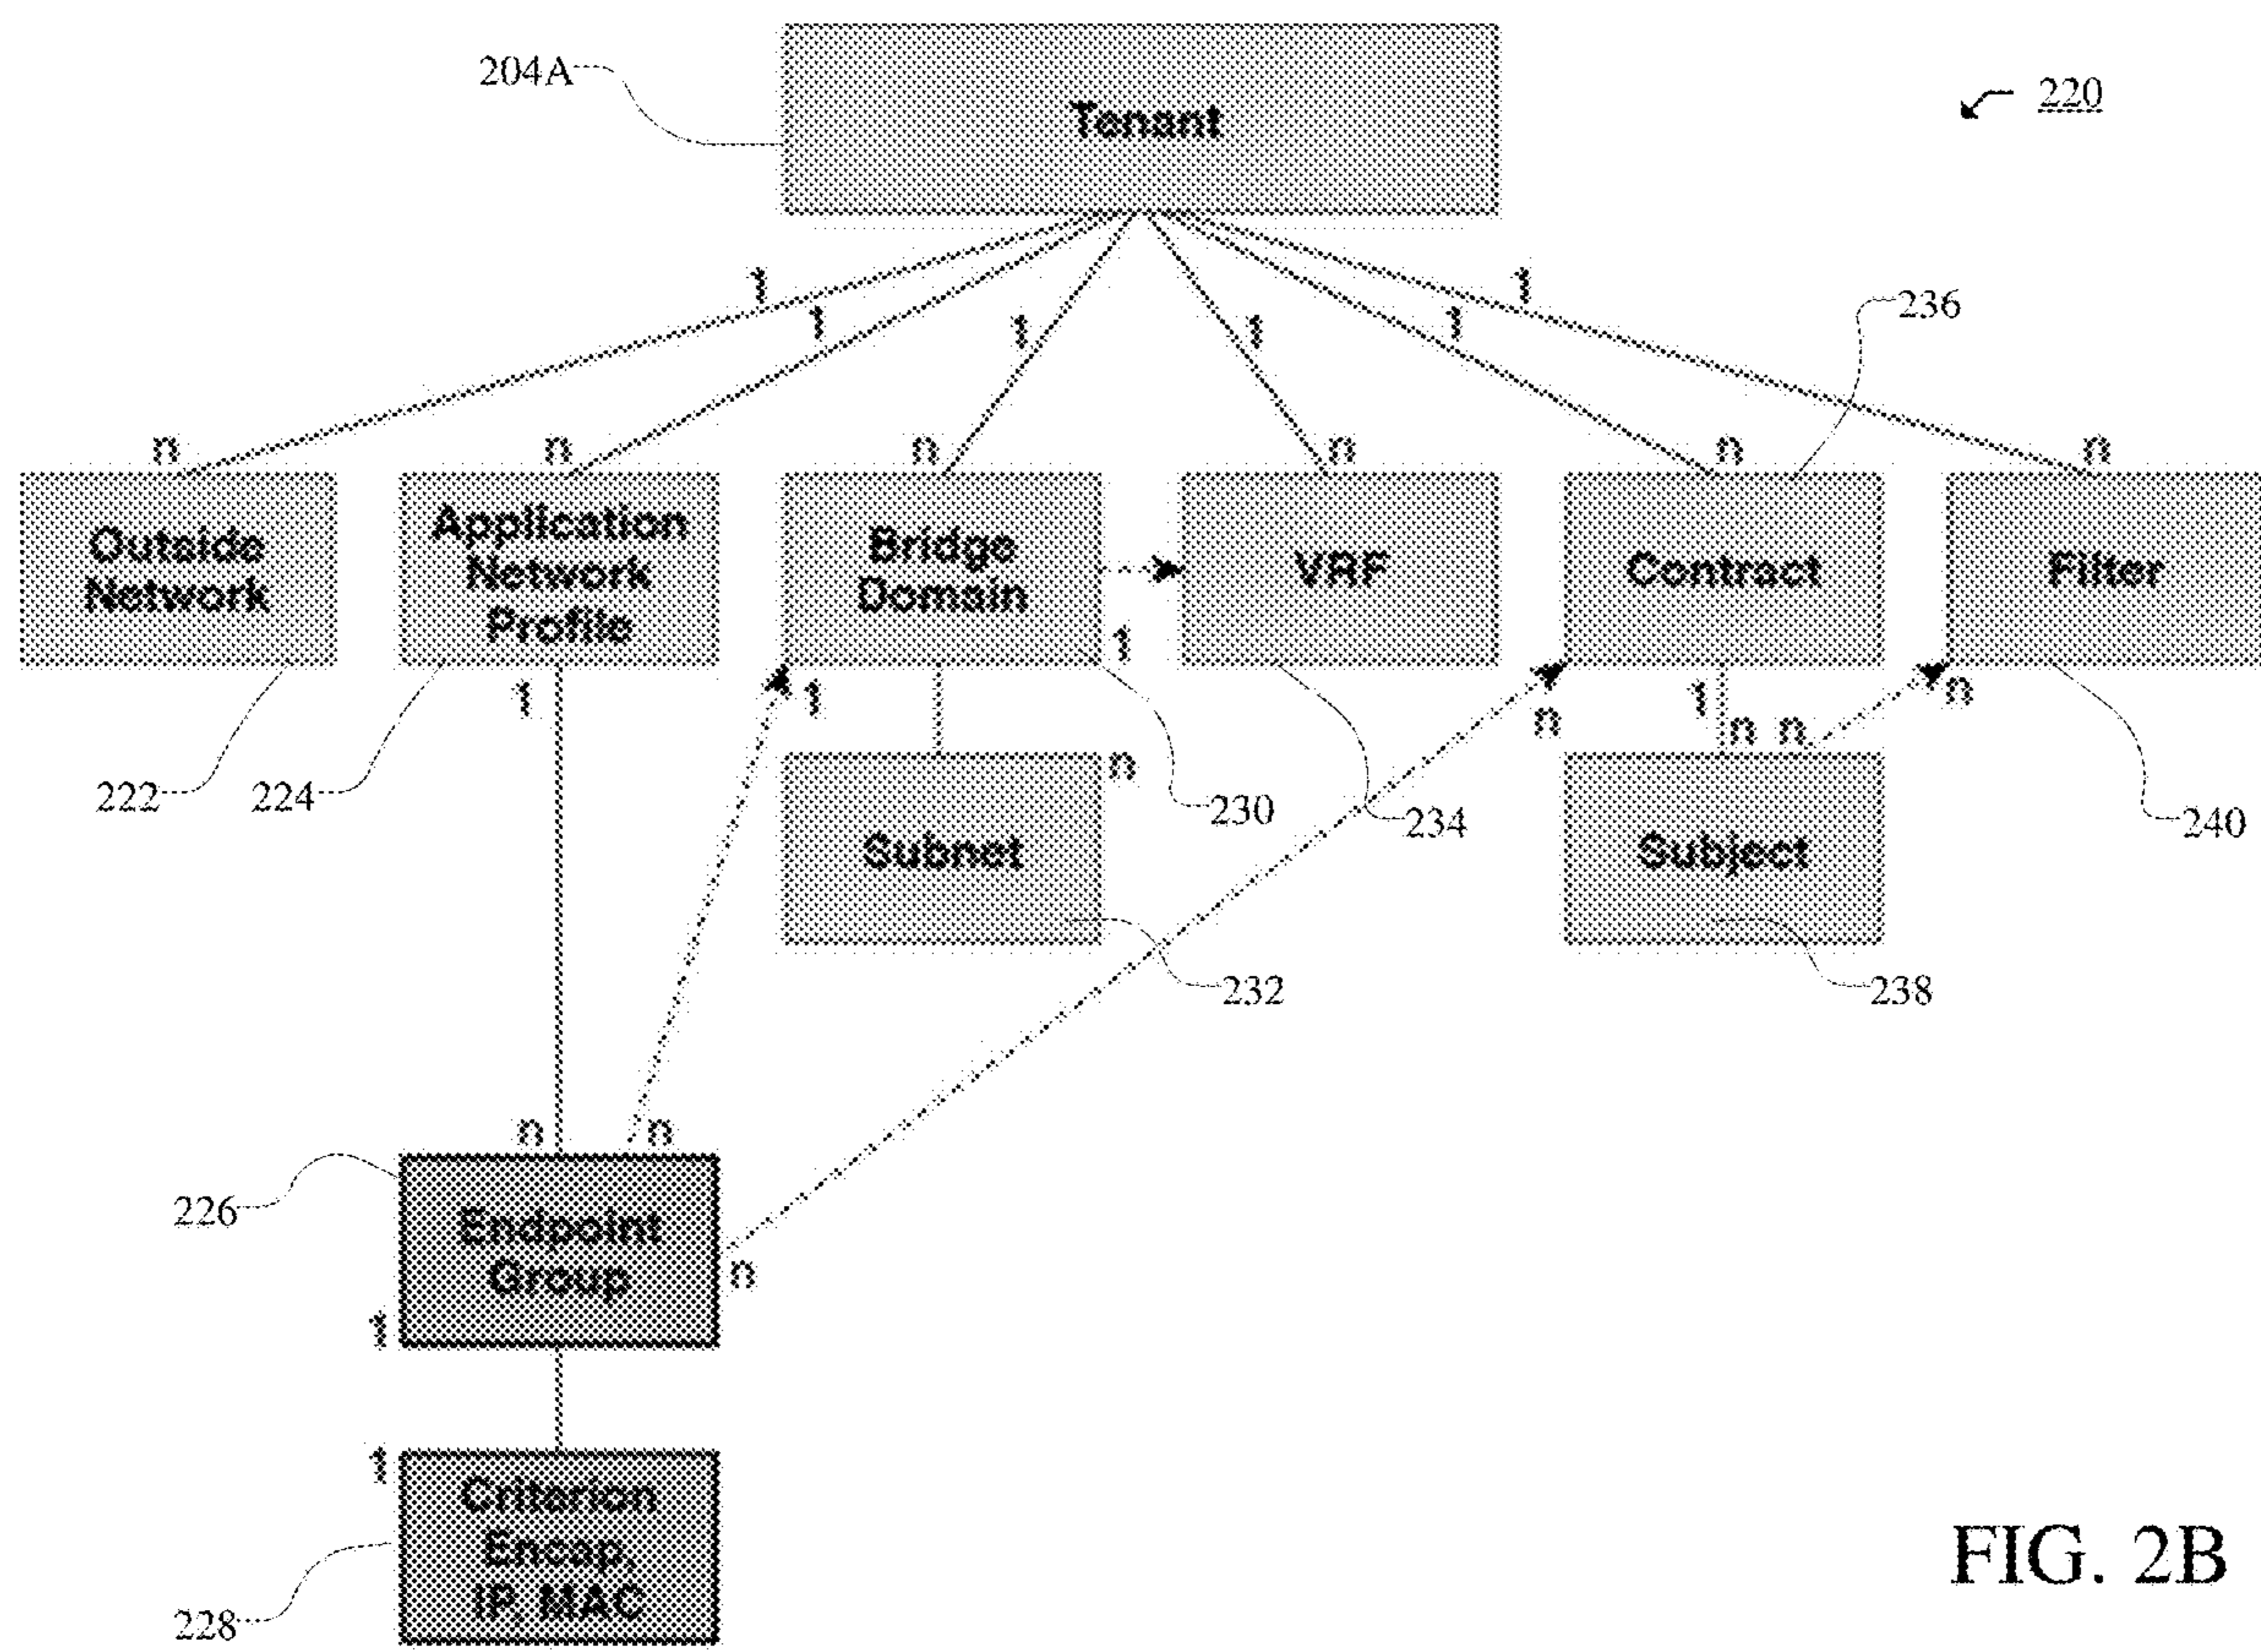 204A
Tenant
220
1
1
1
1
1
1
236
n
n
n
n
n
n
Outside
Network
Application
Network
Profile
Bridge
Domain
VRF
Contract
Filter
1
1
1
n
1
n
n
n
222
224
n
230
234
240
Subnet
Subject
232
238
n
n
226
Endpoint
Group
n
1
1
Criterion
Encap,
IP, MAC
228
FIG. 2B